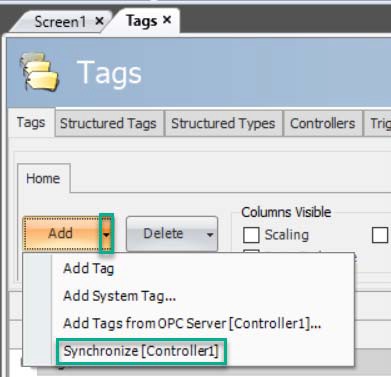 Screen1 ×
Tags ×
Tags
Tags
Structured Tags
Structured Types
Controllers
Home
Add
Delete
Columns Visible
Scaling
Add Tag
Add System Tag...
Add Tags from OPC Server [Controller1]...
Synchronize [Controller1]